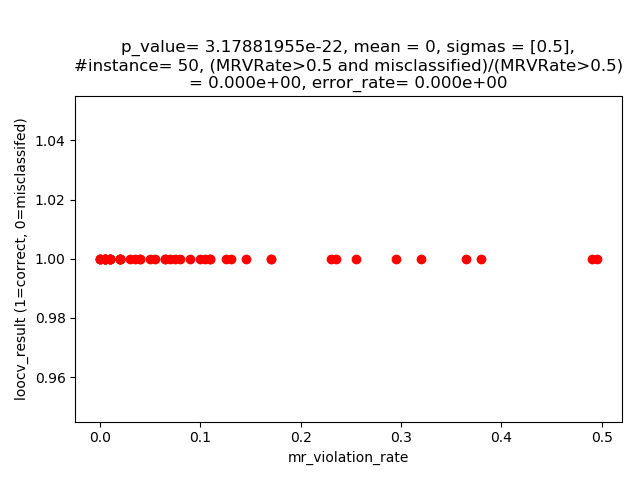 p_value= 3.17881955e-22, mean = 0, sigmas = [0.5],
#instance= 50, (MRVRate>0.5 and misclassified)/(MRVRate>0.5)
= 0.000e+00, error_rate= 0.000e+00
loocv_result (1=correct, 0=misclassifed)
1.04
1.02
1.00
0.98
0.96
0.0 0.1 0.2 0.3 0.4 0.5
mr_violation_rate